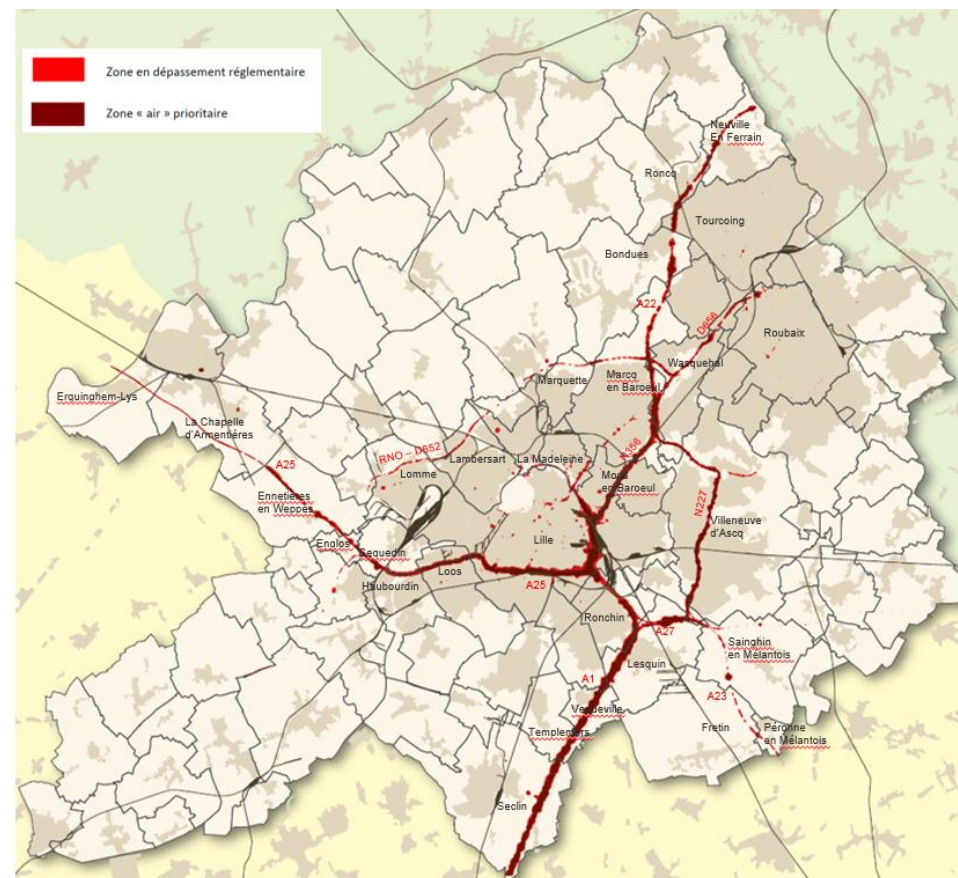 Zone en dépassement réglementaire
Zone « air » prioritaire
Neuville
En Ferrain
Roncq
Tourcoing
Bondues
A22
D656
Roubaix
Wasquehal
Marquette
Marcq
en Baroeul
Erquinghem-Lys
La Chapelle
d'Armentières
RNO – D652
Lambersart
La Madeleine
N356
Lomme
A25
Mons
en Baroeul
Ennetières
en Weppes
N227
Villeneuve
d'Ascq
Englos
Sequedin
Lille
Loos
Haubourdin
A25
Ronchin
A27
Sainghin
en Mélantois
Lesquin
A1
A23
Vendeville
Templemars
Fretin
Péronne
en Mélantois
Seclin